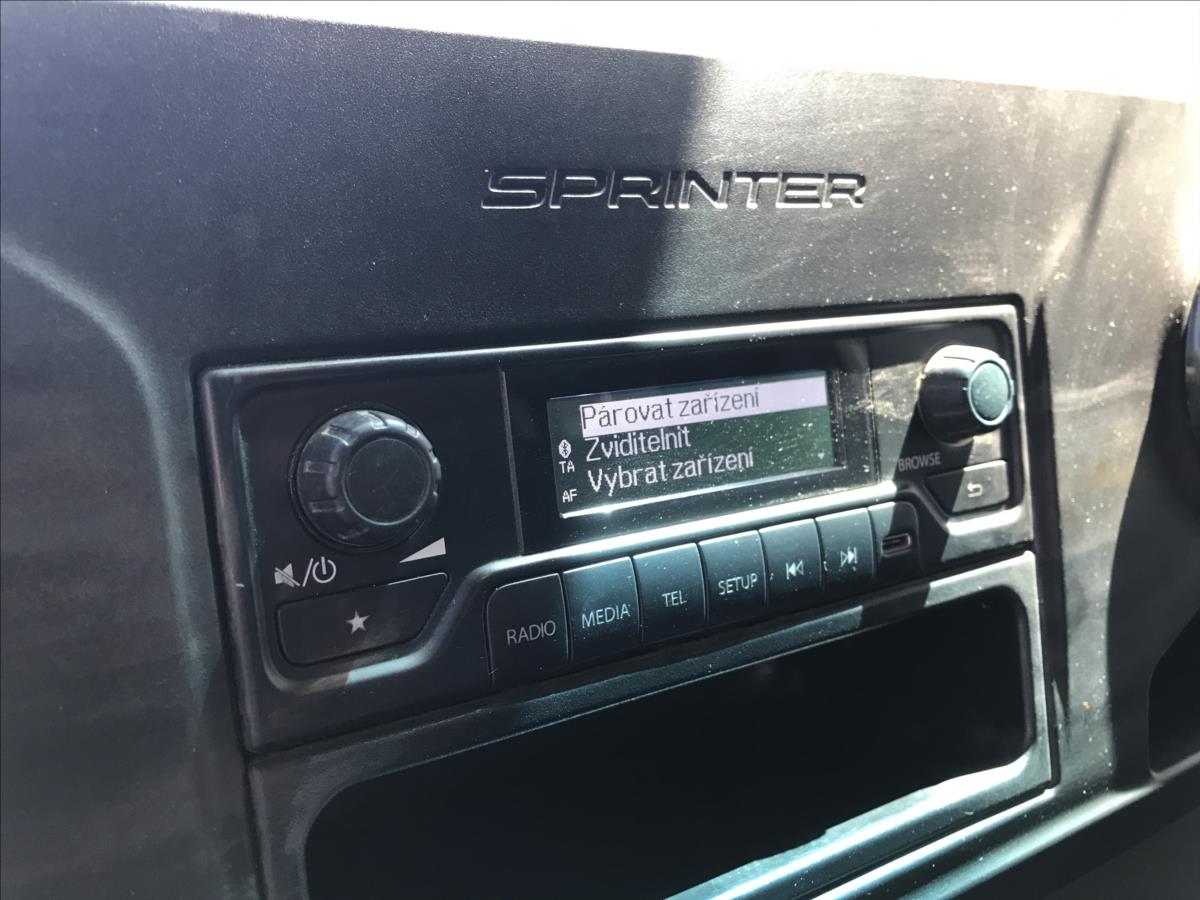 SPRINTER
Párovat zařízení
Zviditelnit
TA
Vybrat zařízení
AF
BROWSE
RADIO
MEDIA
TEL
SETUP